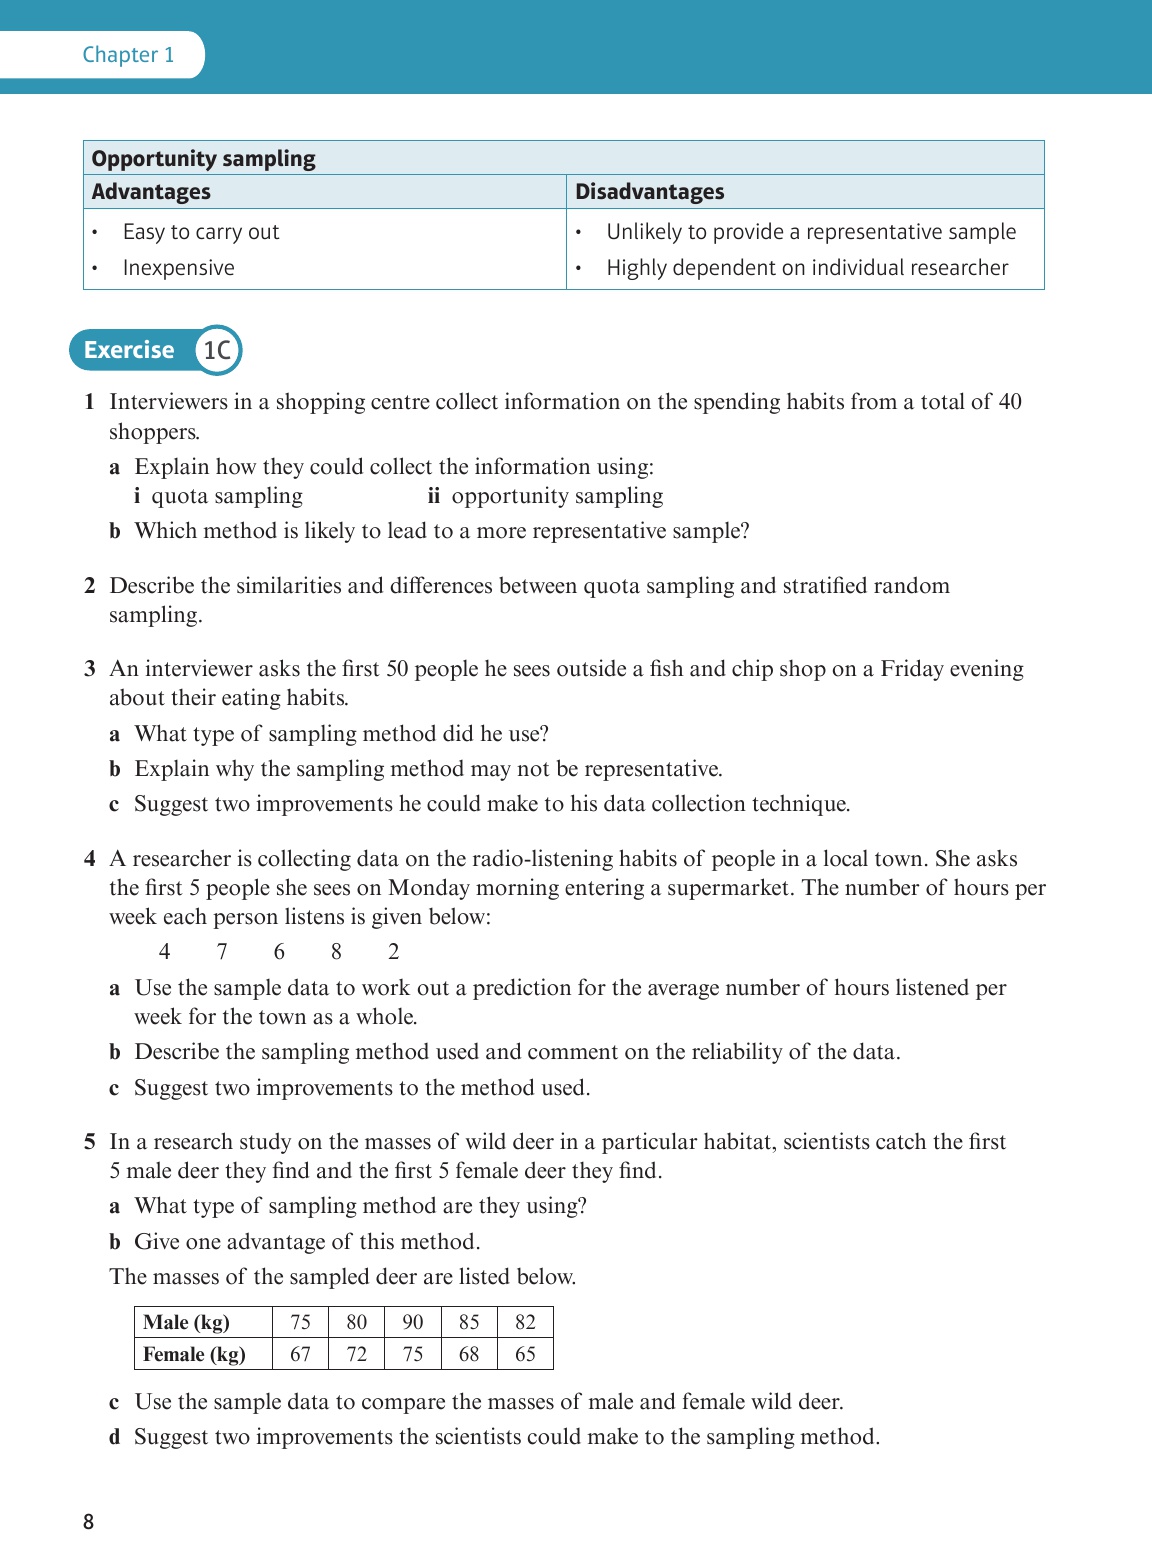 Chapter 1
Opportunity sampling
Advantages
Disadvantages
• Easy to carry out
• Inexpensive
• Unlikely to provide a representative sample
• Highly dependent on individual researcher
Exercise 1C
1 Interviewers in a shopping centre collect information on the spending habits from a total of 40
shoppers.
a Explain how they could collect the information using:
i quota sampling ii opportunity sampling
b Which method is likely to lead to a more representative sample?
2 Describe the similarities and differences between quota sampling and stratified random
sampling.
3 An interviewer asks the first 50 people he sees outside a fish and chip shop on a Friday evening
about their eating habits.
a What type of sampling method did he use?
b Explain why the sampling method may not be representative.
c Suggest two improvements he could make to his data collection technique.
4 A researcher is collecting data on the radio-listening habits of people in a local town. She asks
the first 5 people she sees on Monday morning entering a supermarket. The number of hours per
week each person listens is given below:
4 7 6 8 2
a Use the sample data to work out a prediction for the average number of hours listened per
week for the town as a whole.
b Describe the sampling method used and comment on the reliability of the data.
c Suggest two improvements to the method used.
5 In a research study on the masses of wild deer in a particular habitat, scientists catch the first
5 male deer they find and the first 5 female deer they find.
a What type of sampling method are they using?
b Give one advantage of this method.
The masses of the sampled deer are listed below.
Male (kg) 75 80 90 85 82
Female (kg) 67 72 75 68 65
c Use the sample data to compare the masses of male and female wild deer.
d Suggest two improvements the scientists could make to the sampling method.
8